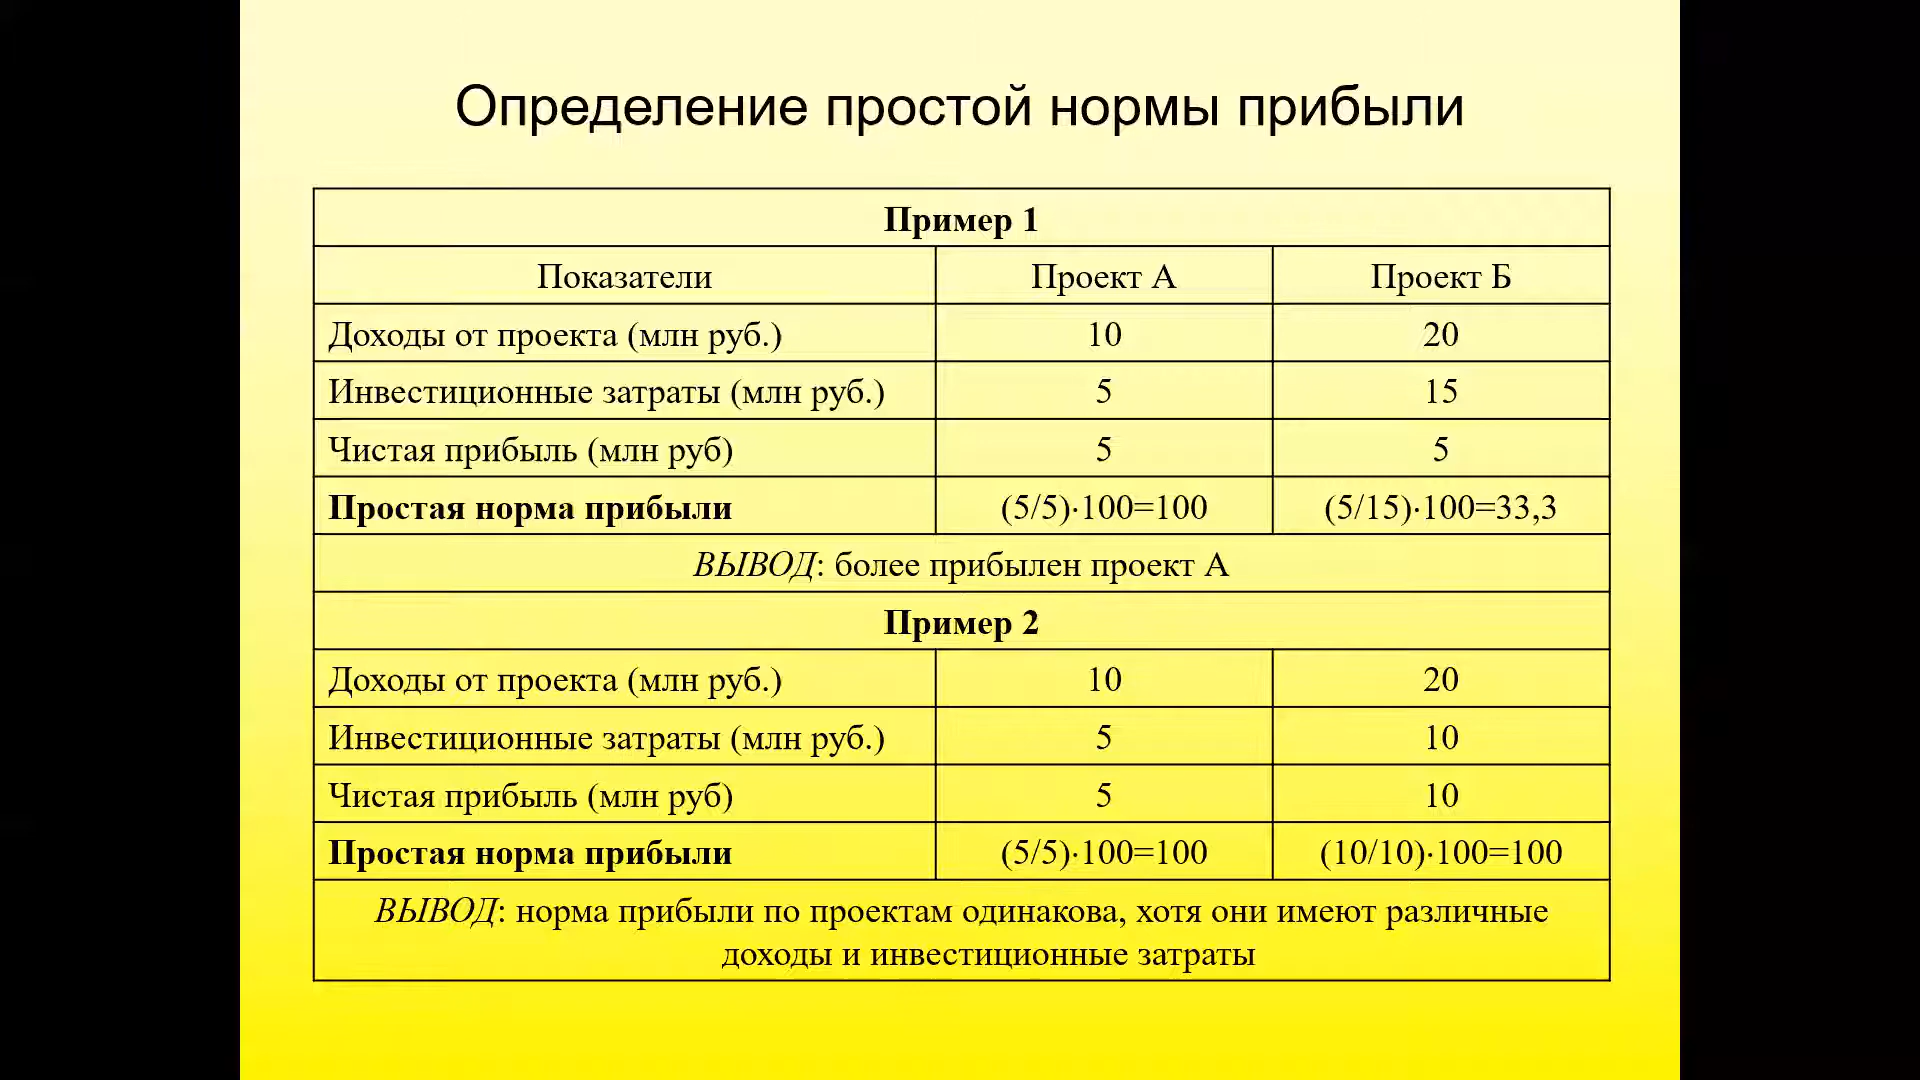 Определение простой нормы прибыли
Пример 1
Показатели Проект А Проект Б
Доходы от проекта (млн руб.) 10 20
Инвестиционные затраты (млн руб.) 5 15
Чистая прибыль (млн руб) 5 5
Простая норма прибыли (5/5)·100=100 (5/15)·100=33,3
ВЫВОД: более прибылен проект А
Пример 2
Доходы от проекта (млн руб.) 10 20
Инвестиционные затраты (млн руб.) 5 10
Чистая прибыль (млн руб) 5 10
Простая норма прибыли (5/5)·100=100 (10/10)·100=100
ВЫВОД: норма прибыли по проектам одинакова, хотя они имеют различные
доходы и инвестиционные затраты